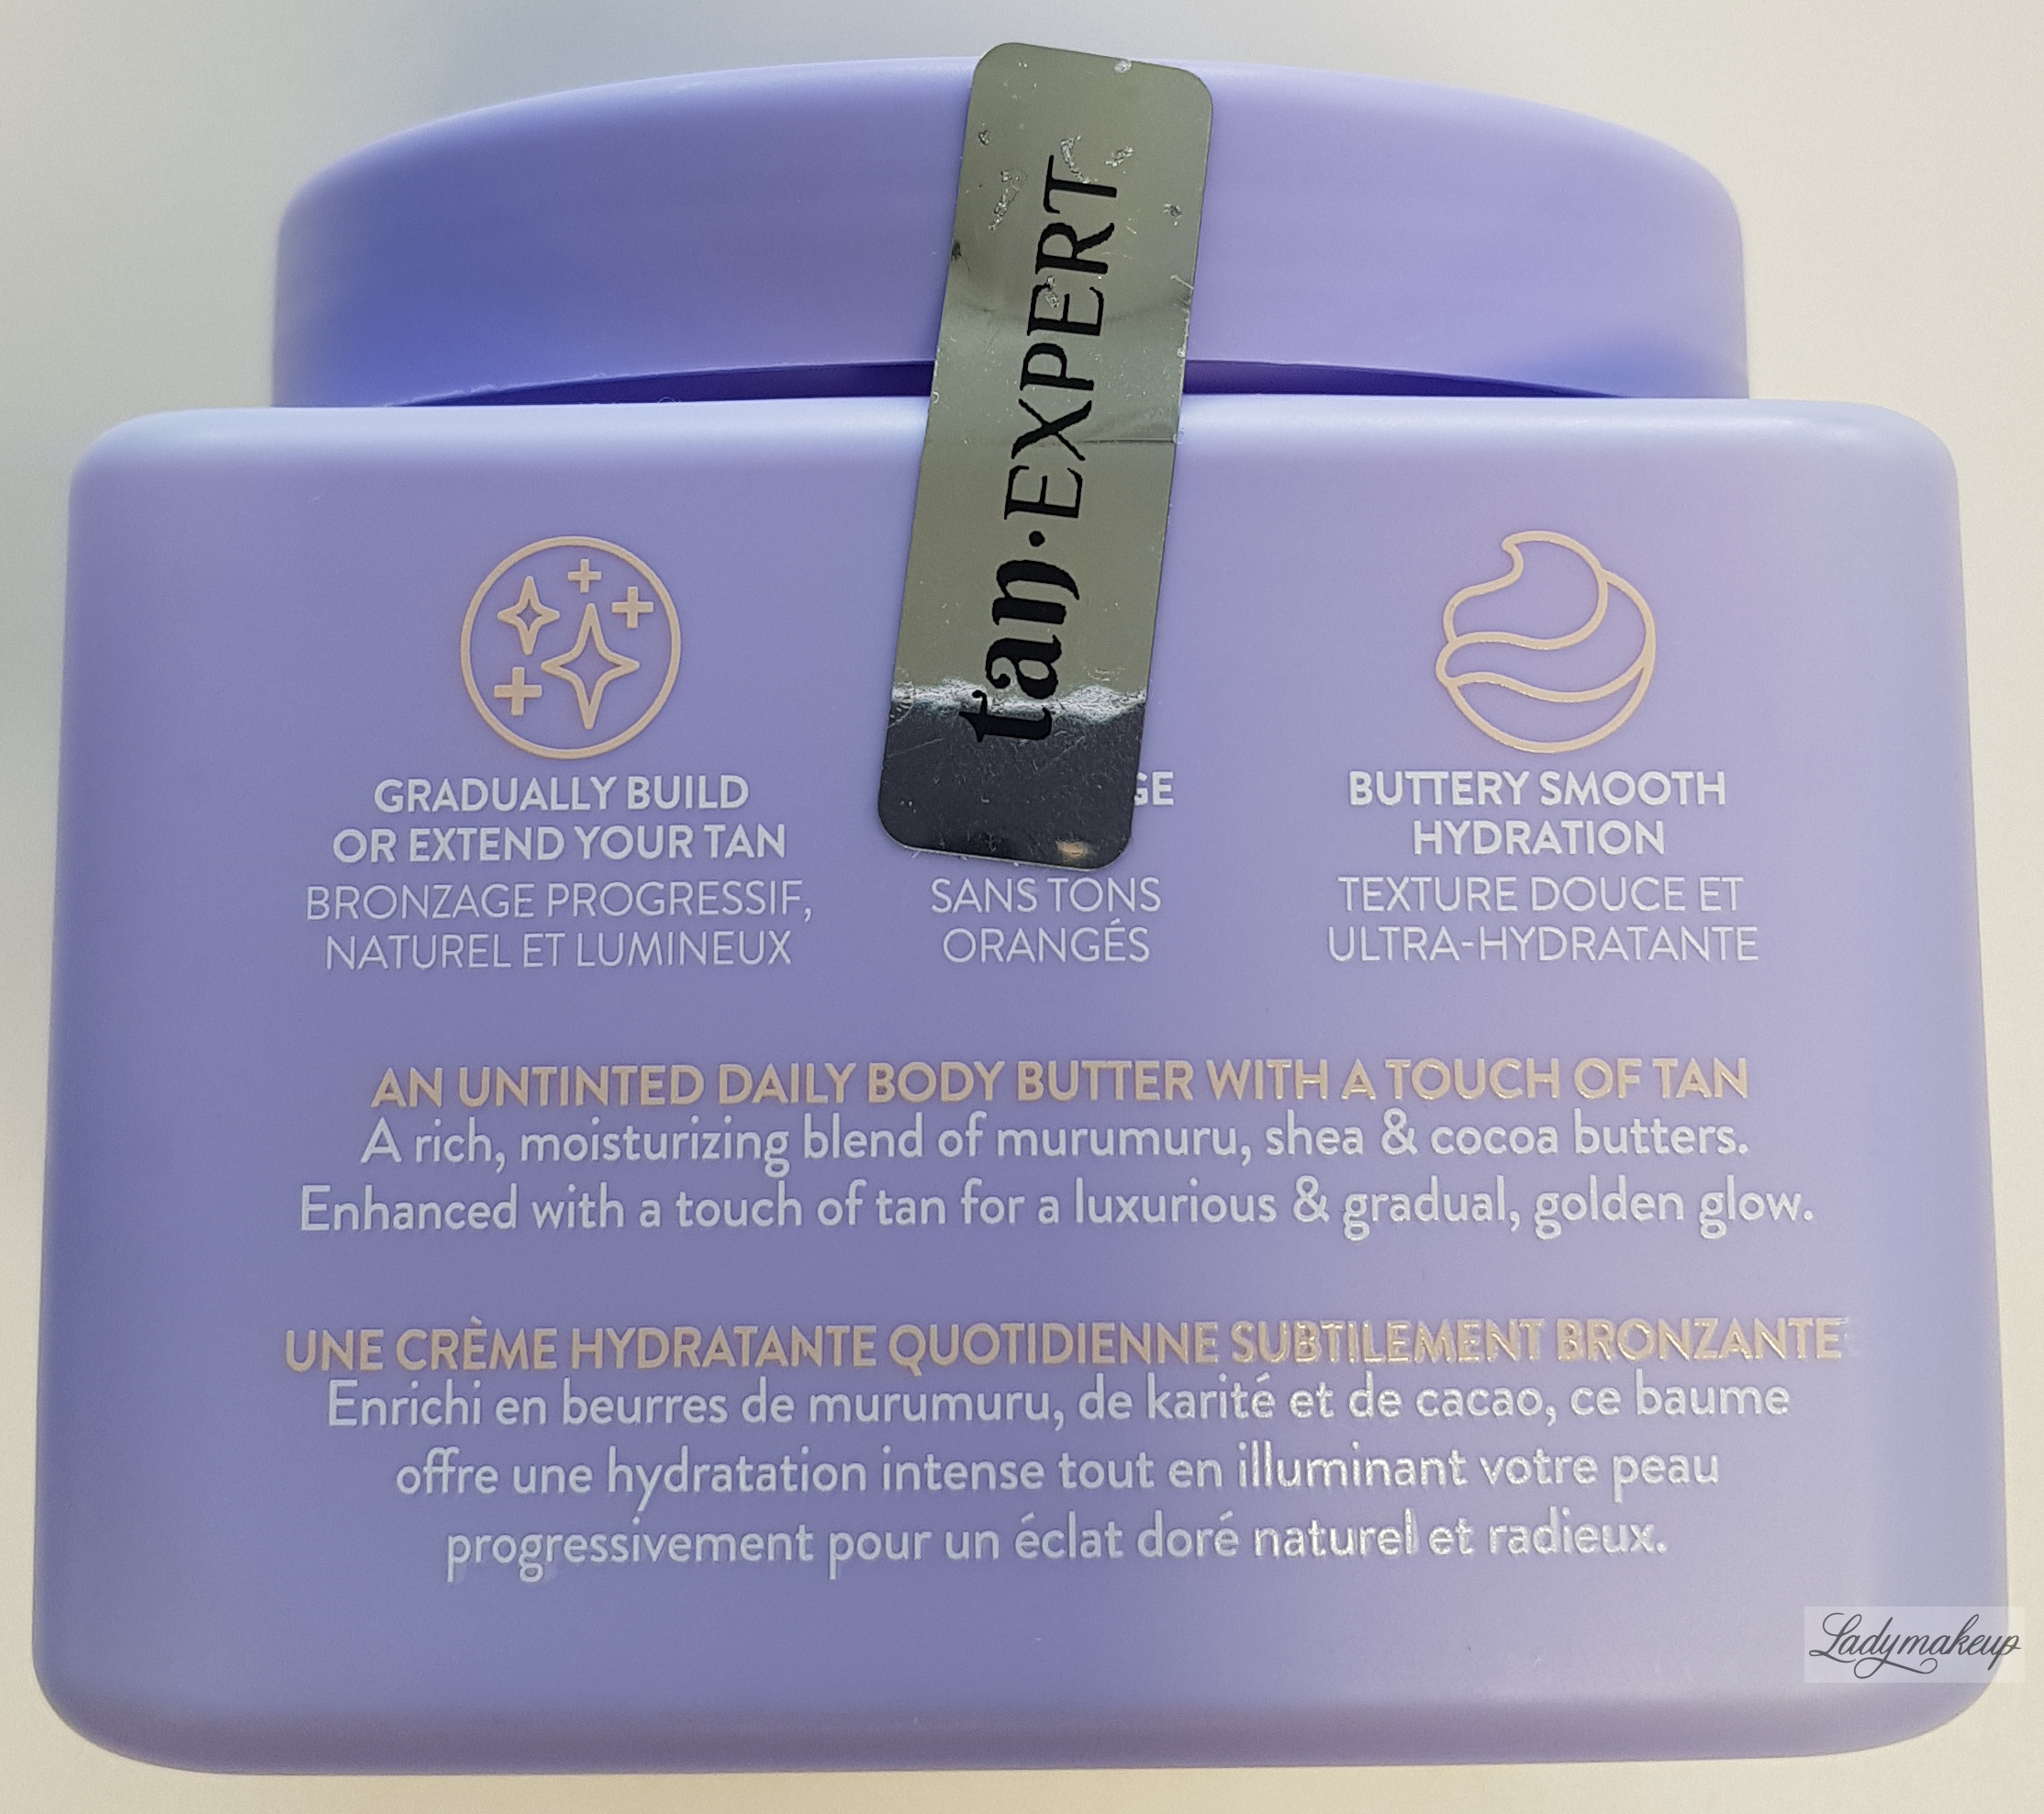 tan·EXPERT
GRADUALLY BUILD
OR EXTEND YOUR TAN
BRONZAGE PROGRESSIF,
NATUREL ET LUMINEUX
SANS TONS
ORANGÉS
BUTTERY SMOOTH
HYDRATION
TEXTURE DOUCE ET
ULTRA-HYDRATANTE
AN UNTINTED DAILY BODY BUTTER WITH A TOUCH OF TAN
A rich, moisturizing blend of murumuru, shea & cocoa butters.
Enhanced with a touch of tan for a luxurious & gradual, golden glow.
UNE CRÈME HYDRATANTE QUOTIDIENNE SUBTILEMENT BRONZANTE
Enrichi en beurres de murumuru, de karité et de cacao, ce baume
offre une hydratation intense tout en illuminant votre peau
progressivement pour un éclat doré naturel et radieux.
Ladymakeup